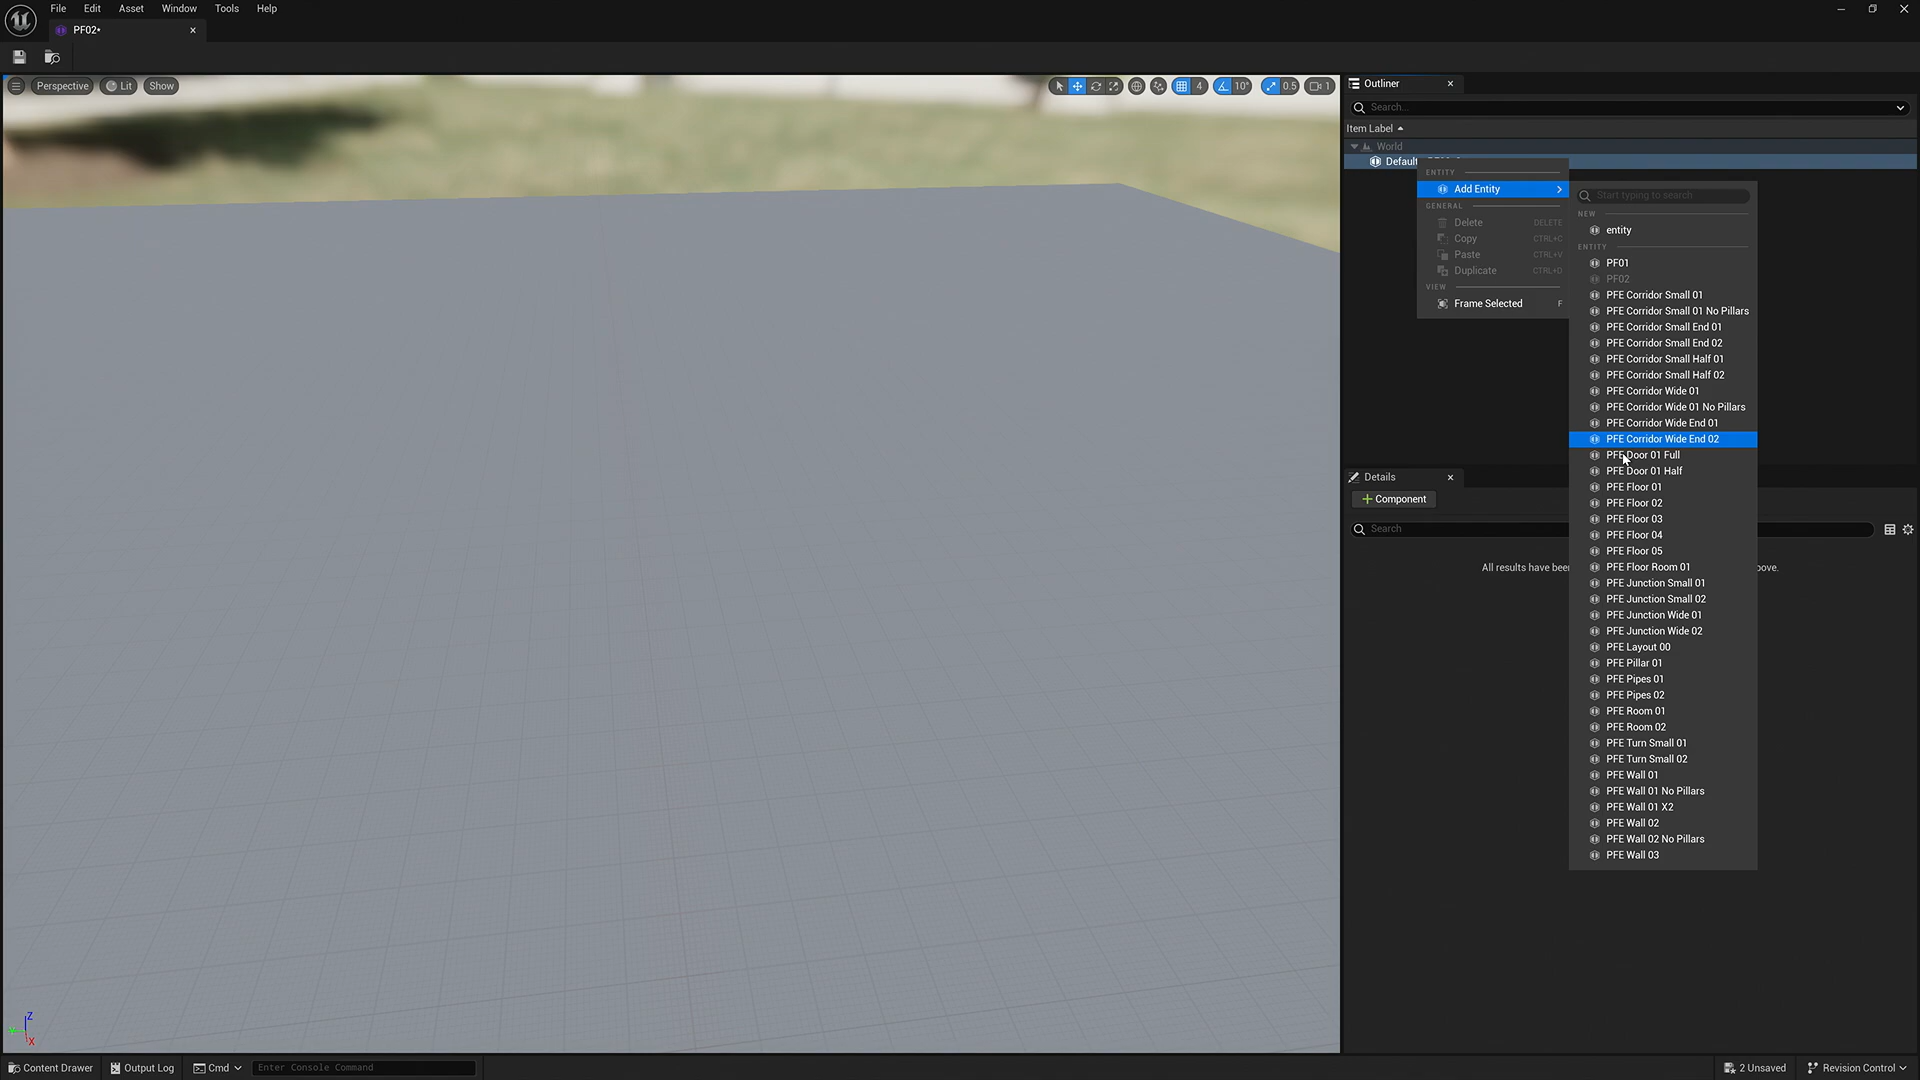 File Edit Asset Window Tools Help
PF02•
Perspective Lit Show
4 10° 0.5 1
Outliner
Search...
Item Label
World
Default
ENTITY
Add Entity
GENERAL
Delete DELETE
Copy CTRL+C
Paste CTRL+V
Duplicate CTRL+D
VIEW
Frame Selected F
Start typing to search
NEW
entity
ENTITY
PF01
PF02
PFE Corridor Small 01
PFE Corridor Small 01 No Pillars
PFE Corridor Small End 01
PFE Corridor Small End 02
PFE Corridor Small Half 01
PFE Corridor Small Half 02
PFE Corridor Wide 01
PFE Corridor Wide 01 No Pillars
PFE Corridor Wide End 01
PFE Corridor Wide End 02
PFE Door 01 Full
PFE Door 01 Half
PFE Floor 01
PFE Floor 02
PFE Floor 03
PFE Floor 04
PFE Floor 05
PFE Floor Room 01
PFE Junction Small 01
PFE Junction Small 02
PFE Junction Wide 01
PFE Junction Wide 02
PFE Layout 00
PFE Pillar 01
PFE Pipes 01
PFE Pipes 02
PFE Room 01
PFE Room 02
PFE Turn Small 01
PFE Turn Small 02
PFE Wall 01
PFE Wall 01 No Pillars
PFE Wall 01 X2
PFE Wall 02
PFE Wall 02 No Pillars
PFE Wall 03
Details
+ Component
Search
All results have been
Z
X
Content Drawer Output Log Cmd Enter Console Command
2 Unsaved Revision Control